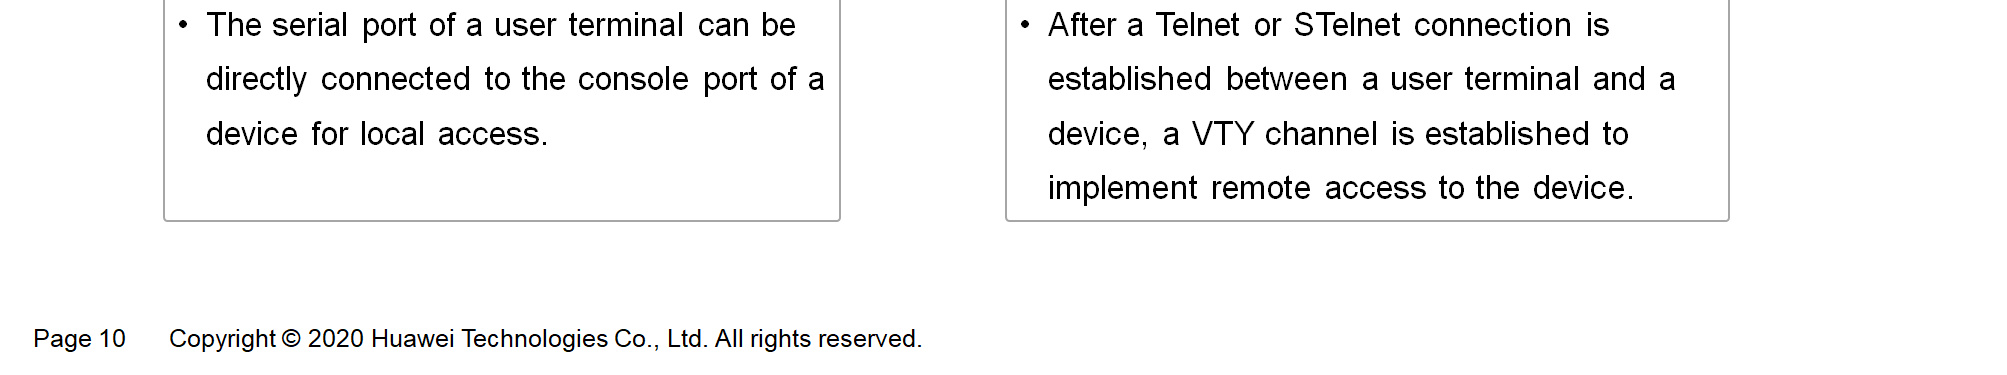 • The serial port of a user terminal can be
directly connected to the console port of a
device for local access.
• After a Telnet or STelnet connection is
established between a user terminal and a
device, a VTY channel is established to
implement remote access to the device.
Page 10 Copyright © 2020 Huawei Technologies Co., Ltd. All rights reserved.